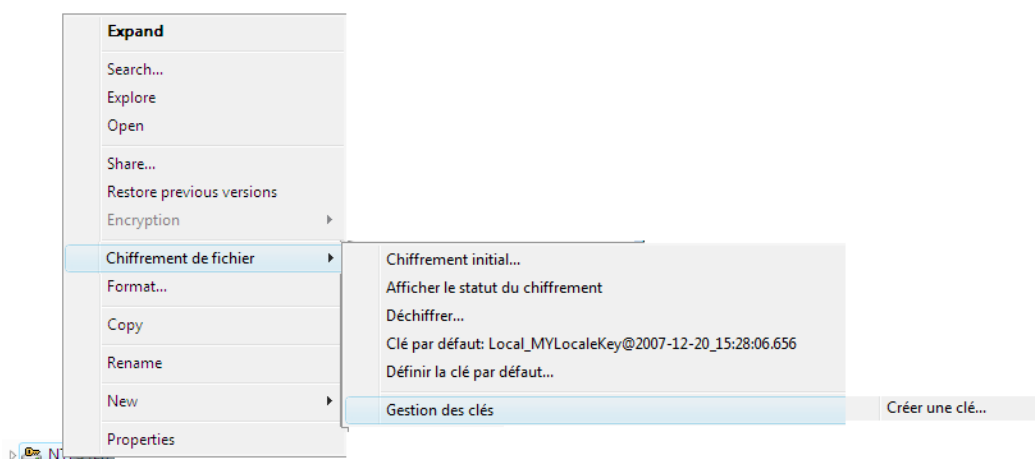 Expand
Search...
Explore
Open
Share...
Restore previous versions
Encryption
Chiffrement de fichier
Format...
Copy
Rename
New
Properties
Chiffrement initial...
Afficher le statut du chiffrement
Déchiffrer...
Clé par défaut: Local_MYLocaleKey@2007-12-20_15:28:06.656
Définir la clé par défaut...
Gestion des clés
Créer une clé...